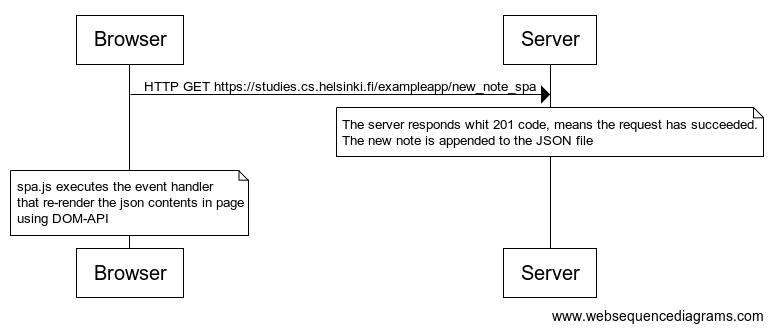 Browser
Server
HTTP GET https://studies.cs.helsinki.fi/exampleapp/new_note_spa
The server responds whit 201 code, means the request has succeeded.
The new note is appended to the JSON file
spa.js executes the event handler
that re-render the json contents in page
using DOM-API
Browser
Server
www.websequencediagrams.com